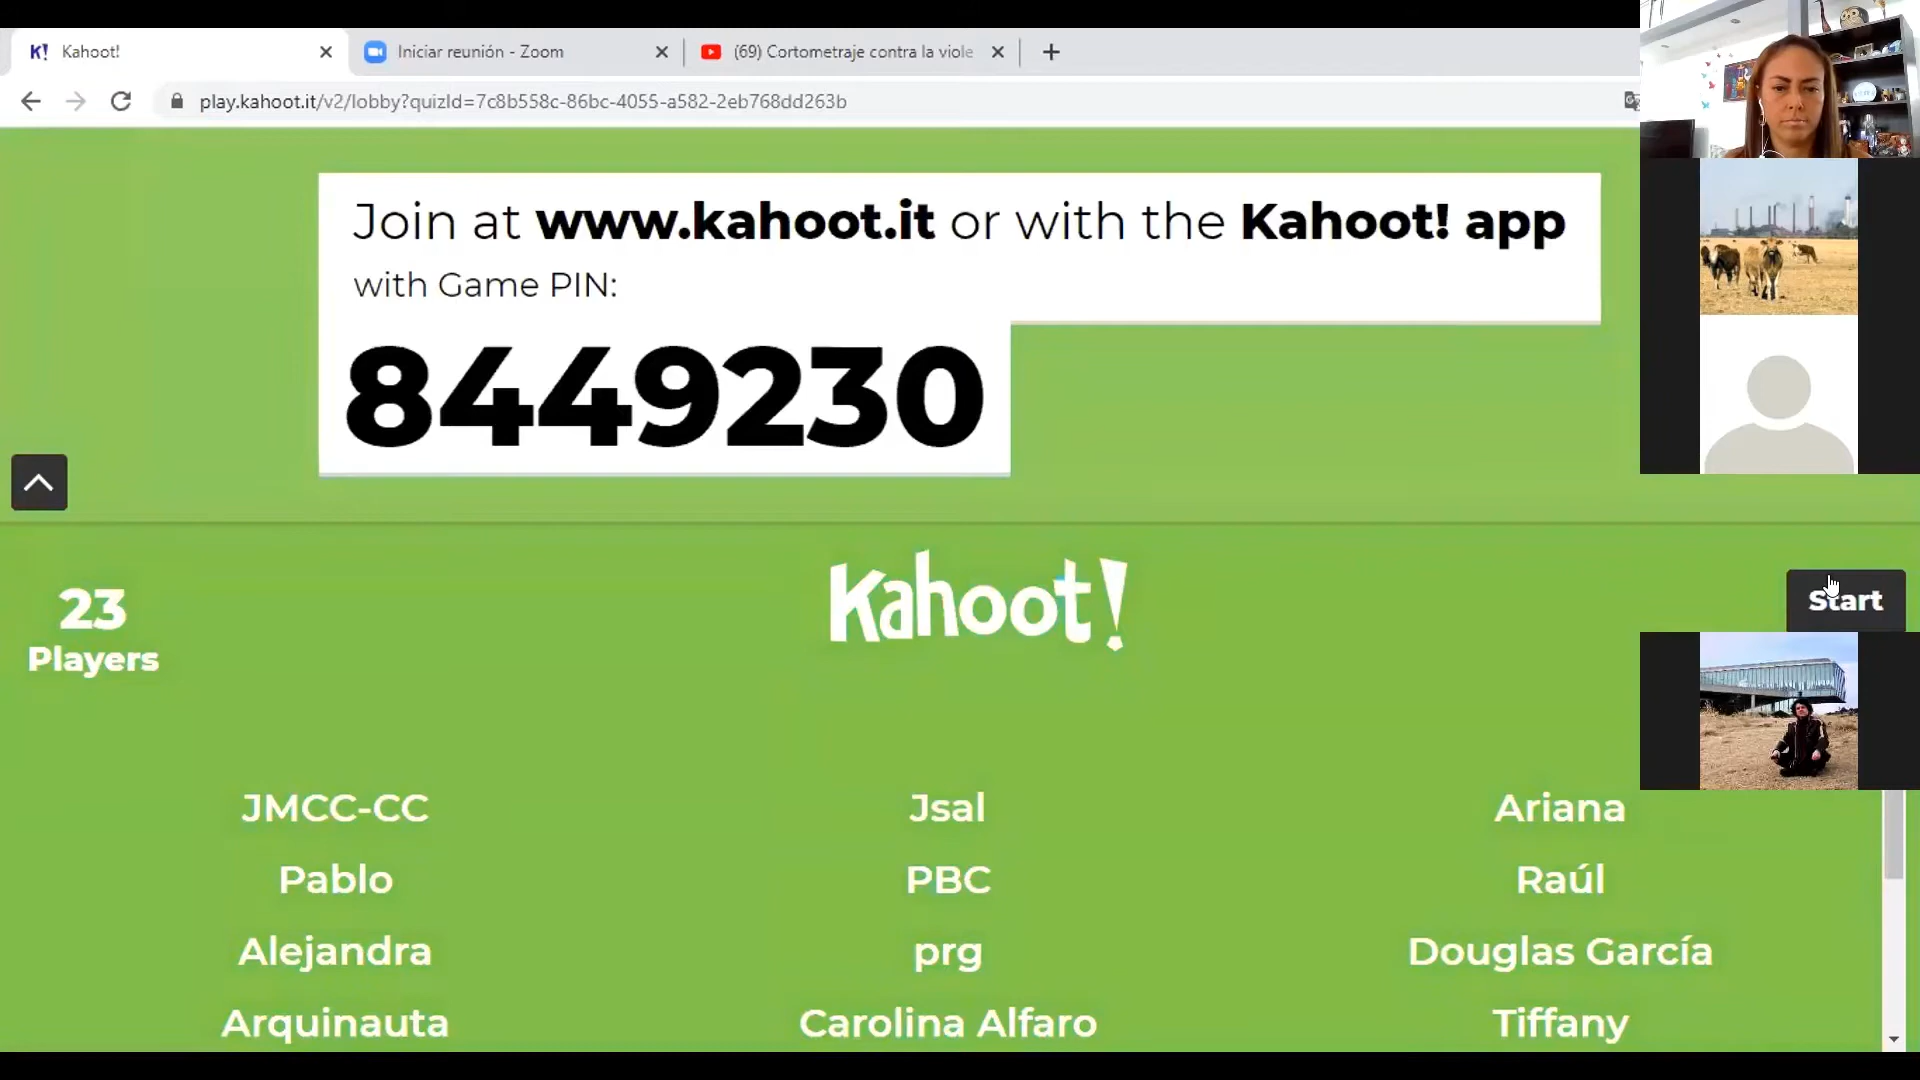 Kahoot!
Iniciar reunión - Zoom
(69) Cortometraje contra la viole
play.kahoot.it/v2/lobby?quizId=7c8b558c-86bc-4055-a582-2eb768dd263b
Join at www.kahoot.it or with the Kahoot! app
with Game PIN:
8449230
Kahoot!
23
Players
Start
JMCC-CC
Jsal
Ariana
Pablo
PBC
Raúl
Alejandra
prg
Douglas García
Arquinauta
Carolina Alfaro
Tiffany